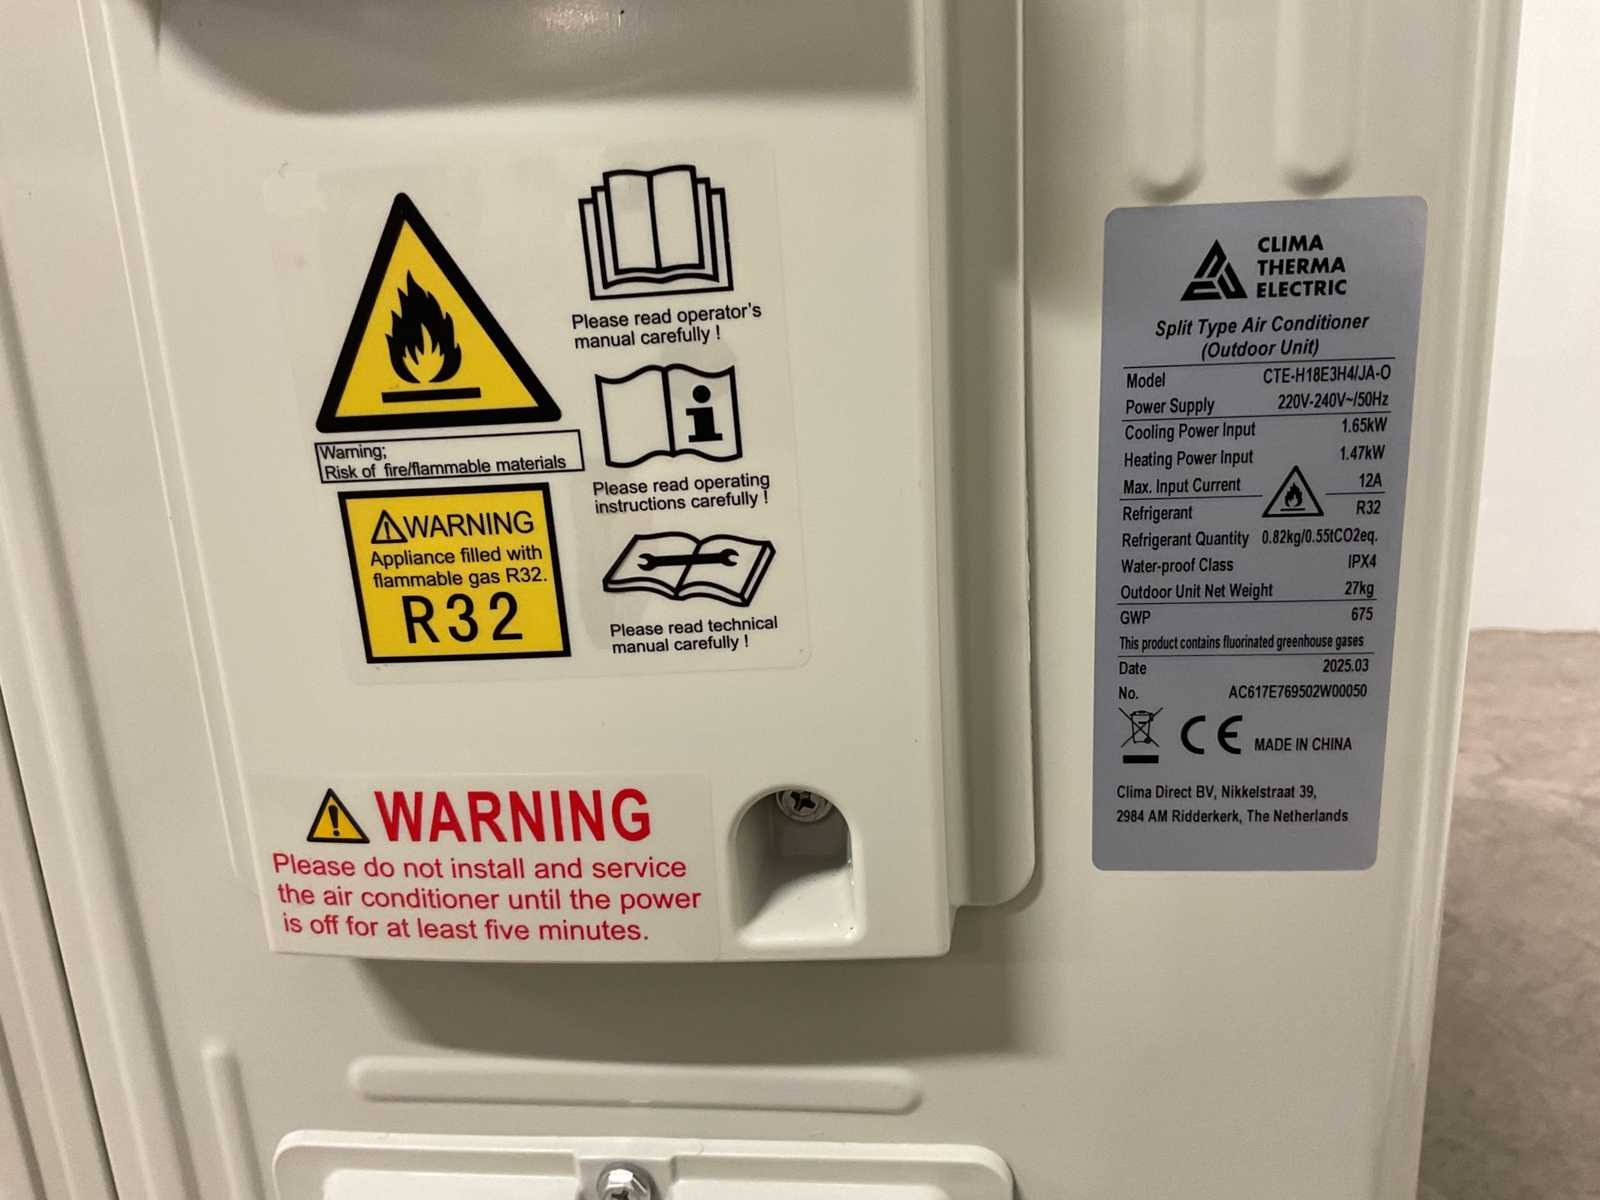 Please read operator's
manual carefully !
Please read operating
instructions carefully !
Please read technical
manual carefully !
Warning;
Risk of fire/flammable materials
WARNING
Appliance filled with
flammable gas R32.
R32
WARNING
Please do not install and service
the air conditioner until the power
is off for at least five minutes.
CLIMA
THERMA
ELECTRIC
Split Type Air Conditioner
(Outdoor Unit)
Model CTE-H18E3H4/JA-O
Power Supply 220V-240V~/50Hz
Cooling Power Input 1.65kW
Heating Power Input 1.47kW
Max. Input Current 12A
Refrigerant R32
Refrigerant Quantity 0.82kg/0.55tCO2eq.
Water-proof Class IPX4
Outdoor Unit Net Weight 27kg
GWP 675
This product contains fluorinated greenhouse gases
Date 2025.03
No. AC617E769502W00050
CE MADE IN CHINA
Clima Direct BV, Nikkelstraat 39,
2984 AM Ridderkerk, The Netherlands